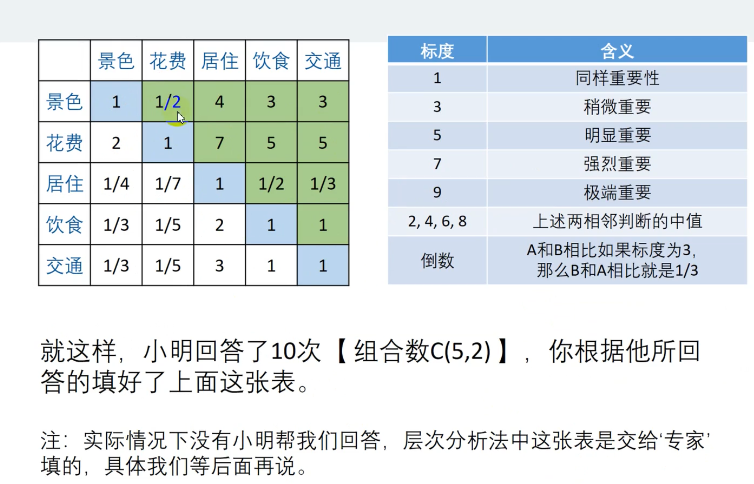 景色 花费 居住 饮食 交通
景色 1 1/2 4 3 3
花费 2 1 7 5 5
居住 1/4 1/7 1 1/2 1/3
饮食 1/3 1/5 2 1 1
交通 1/3 1/5 3 1 1
标度 含义
1 同样重要性
3 稍微重要
5 明显重要
7 强烈重要
9 极端重要
2, 4, 6, 8 上述两相邻判断的中值
倒数 A和B相比如果标度为3，
那么B和A相比就是1/3
就这样，小明回答了10次【 组合数C(5,2) 】，你根据他所回
答的填好了上面这张表。
注：实际情况下没有小明帮我们回答，层次分析法中这张表是交给‘专家’
填的，具体我们等后面再说。